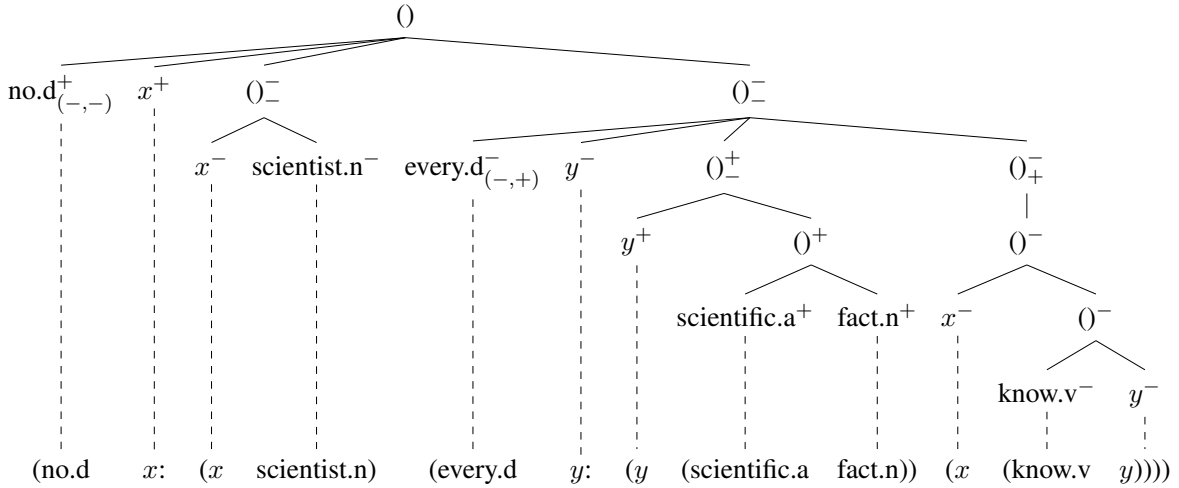 ()
no.d⁺₍₋,₋₎ x⁺ ()⁻₋ ()⁻₋
x⁻ scientist.n⁻ every.d⁻₍₋,₊₎ y⁻ ()⁺₋ ()⁻₊
y⁺ ()⁺ ()⁻
scientific.a⁺ fact.n⁺ x⁻ ()⁻
know.v⁻ y⁻
(no.d x: (x scientist.n) (every.d y: (y (scientific.a fact.n)) (x (know.v y))))